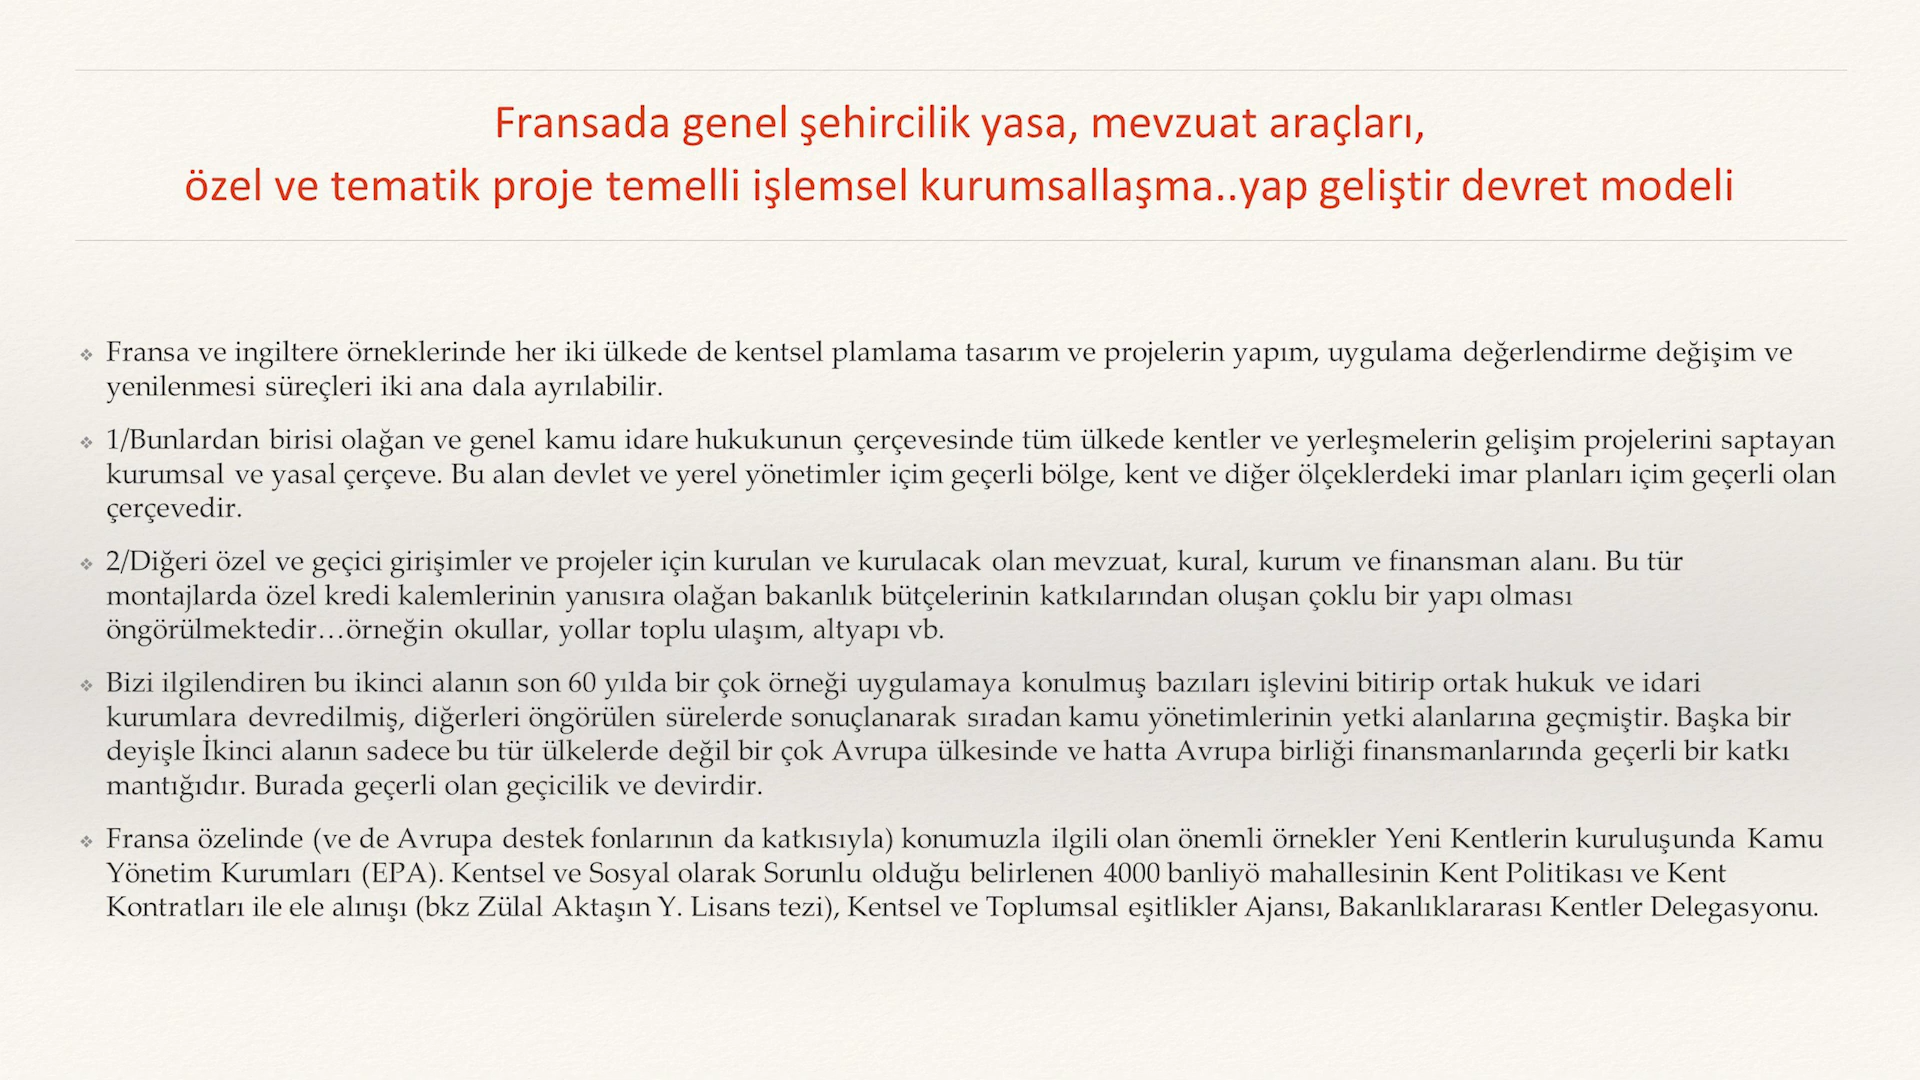 Fransada genel şehircilik yasa, mevzuat araçları,
özel ve tematik proje temelli işlemsel kurumsallaşma..yap geliştir devret modeli
❖ Fransa ve ingiltere örneklerinde her iki ülkede de kentsel plamlama tasarım ve projelerin yapım, uygulama değerlendirme değişim ve
yenilenmesi süreçleri iki ana dala ayrılabilir.
❖ 1/Bunlardan birisi olağan ve genel kamu idare hukukunun çerçevesinde tüm ülkede kentler ve yerleşmelerin gelişim projelerini saptayan
kurumsal ve yasal çerçeve. Bu alan devlet ve yerel yönetimler içim geçerli bölge, kent ve diğer ölçeklerdeki imar planları içim geçerli olan
çerçevedir.
❖ 2/Diğeri özel ve geçici girişimler ve projeler için kurulan ve kurulacak olan mevzuat, kural, kurum ve finansman alanı. Bu tür
montajlarda özel kredi kalemlerinin yanısıra olağan bakanlık bütçelerinin katkılarından oluşan çoklu bir yapı olması
öngörülmektedir…örneğin okullar, yollar toplu ulaşım, altyapı vb.
❖ Bizi ilgilendiren bu ikinci alanın son 60 yılda bir çok örneği uygulamaya konulmuş bazıları işlevini bitirip ortak hukuk ve idari
kurumlara devredilmiş, diğerleri öngörülen sürelerde sonuçlanarak sıradan kamu yönetimlerinin yetki alanlarına geçmiştir. Başka bir
deyişle İkinci alanın sadece bu tür ülkelerde değil bir çok Avrupa ülkesinde ve hatta Avrupa birliği finansmanlarında geçerli bir katkı
mantığıdır. Burada geçerli olan geçicilik ve devirdir.
❖ Fransa özelinde (ve de Avrupa destek fonlarının da katkısıyla) konumuzla ilgili olan önemli örnekler Yeni Kentlerin kuruluşunda Kamu
Yönetim Kurumları (EPA). Kentsel ve Sosyal olarak Sorunlu olduğu belirlenen 4000 banliyö mahallesinin Kent Politikası ve Kent
Kontratları ile ele alınışı (bkz Zülal Aktaşın Y. Lisans tezi), Kentsel ve Toplumsal eşitlikler Ajansı, Bakanlıklararası Kentler Delegasyonu.